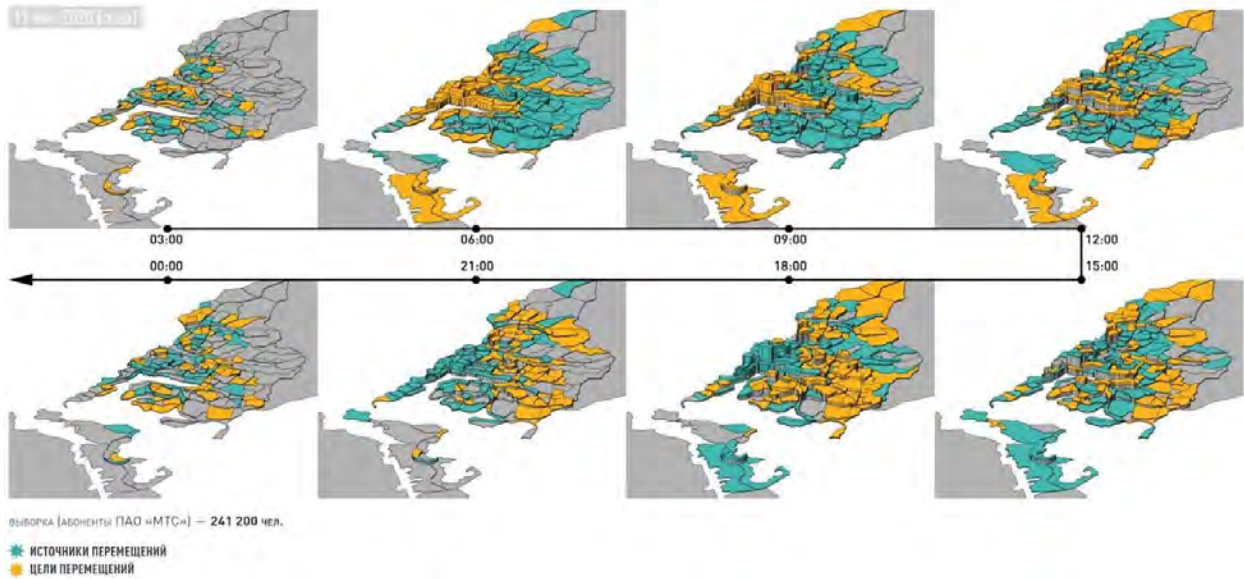 03:00 06:00 09:00 12:00
00:00 21:00 18:00 15:00
ВЫБОРКА (АБОНЕНТЫ ПАО «МТС») — 241 200 ЧЕЛ.
ИСТОЧНИКИ ПЕРЕМЕЩЕНИЙ
ЦЕЛИ ПЕРЕМЕЩЕНИЙ